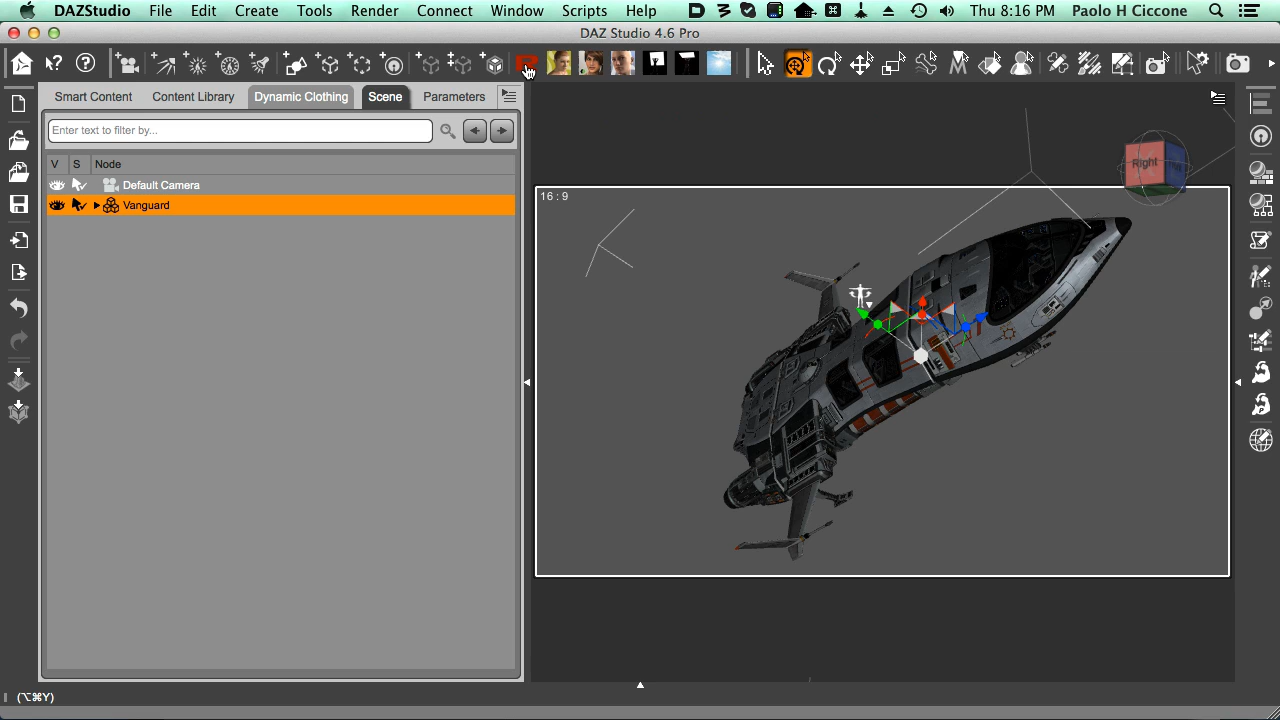 DAZStudio File Edit Create Tools Render Connect Window Scripts Help Thu 8:16 PM Paolo H Ciccone
DAZ Studio 4.6 Pro
Smart Content Content Library Dynamic Clothing Scene Parameters
Enter text to filter by...
V S Node
Default Camera
Vanguard
16 : 9
Right
(⌥⌘Y)